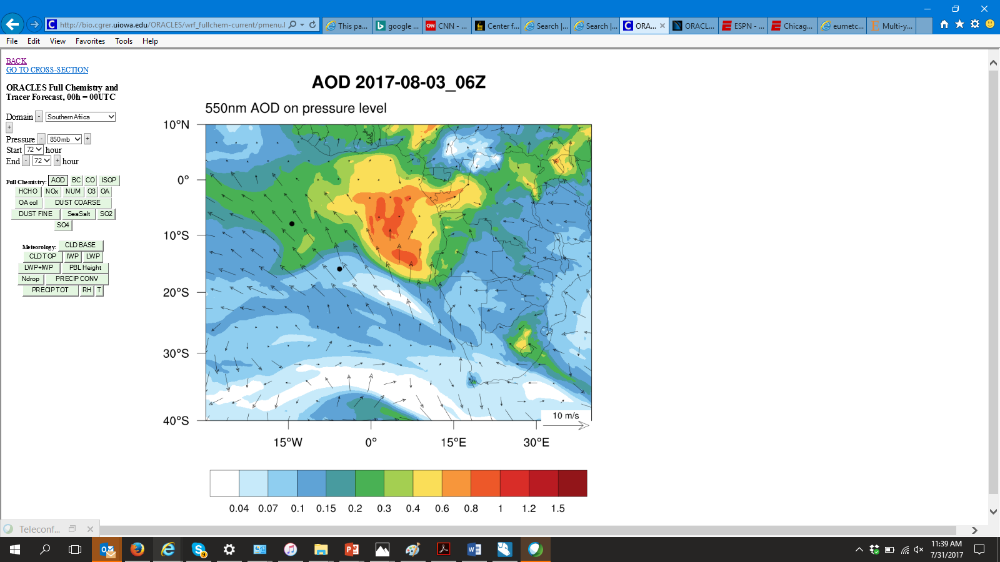 http://bio.cgrer.uiowa.edu/ORACLES/wrf_fullchem-current/pmenu.l
This pa...
google ...
CNN - ...
Center f...
Search |...
Search |...
ORA...
ORACL...
ESPN - ...
Chicag...
eumetc...
Multi-y...
File Edit View Favorites Tools Help
BACK
GO TO CROSS-SECTION
ORACLES Full Chemistry and
Tracer Forecast, 00h = 00UTC
Domain - Southern Africa
+
Pressure - 850mb +
Start 72 hour
End - 72 + hour
Full Chemistry: AOD BC CO ISOP
HCHO NOx NUM O3 OA
OA col DUST COARSE
DUST FINE SeaSalt SO2
SO4
Meteorology: CLD BASE
CLD TOP IWP LWP
LWP+IWP PBL Height
Ndrop PRECIP CONV
PRECIP TOT RH T
AOD 2017-08-03_06Z
550nm AOD on pressure level
10°N
0°
10°S
20°S
30°S
40°S
10 m/s
15°W 0° 15°E 30°E
0.04 0.07 0.1 0.15 0.2 0.3 0.4 0.6 0.8 1 1.2 1.5
Teleconf...
9
11:39 AM
7/31/2017